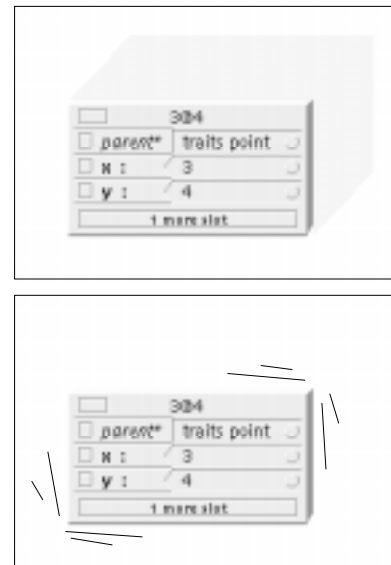 3@4
parent* traits point
x : 3
y : 4
1 more slot
3@4
parent* traits point
x : 3
y : 4
1 more slot